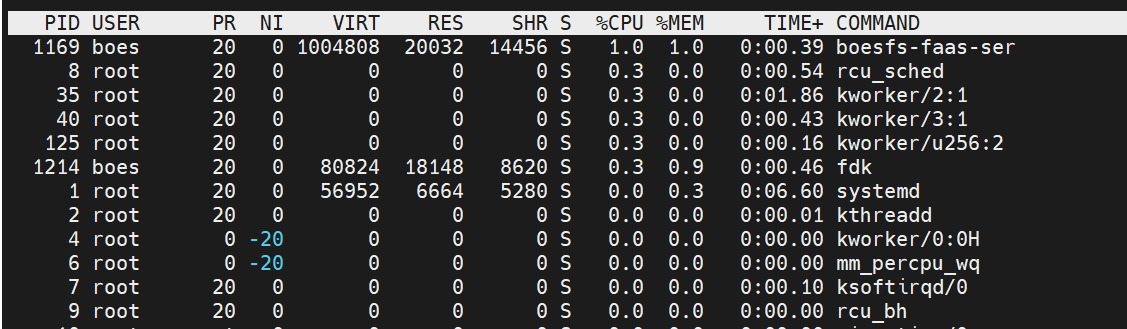 PID USER PR NI VIRT RES SHR S %CPU %MEM TIME+ COMMAND
1169 boes 20 0 1004808 20032 14456 S 1.0 1.0 0:00.39 boesfs-faas-ser
8 root 20 0 0 0 0 S 0.3 0.0 0:00.54 rcu_sched
35 root 20 0 0 0 0 S 0.3 0.0 0:01.86 kworker/2:1
40 root 20 0 0 0 0 S 0.3 0.0 0:00.43 kworker/3:1
125 root 20 0 0 0 0 S 0.3 0.0 0:00.16 kworker/u256:2
1214 boes 20 0 80824 18148 8620 S 0.3 0.9 0:00.46 fdk
1 root 20 0 56952 6664 5280 S 0.0 0.3 0:06.60 systemd
2 root 20 0 0 0 0 S 0.0 0.0 0:00.01 kthreadd
4 root 0 -20 0 0 0 S 0.0 0.0 0:00.00 kworker/0:0H
6 root 0 -20 0 0 0 S 0.0 0.0 0:00.00 mm_percpu_wq
7 root 20 0 0 0 0 S 0.0 0.0 0:00.10 ksoftirqd/0
9 root 20 0 0 0 0 S 0.0 0.0 0:00.00 rcu_bh